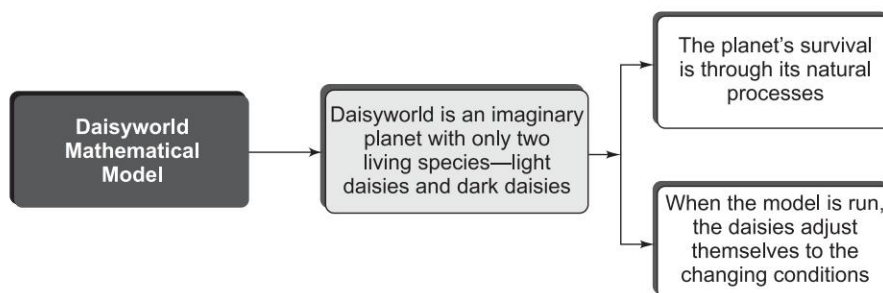 Daisyworld
Mathematical
Model
Daisyworld is an imaginary
planet with only two
living species—light
daisies and dark daisies
The planet’s survival
is through its natural
processes
When the model is run,
the daisies adjust
themselves to the
changing conditions